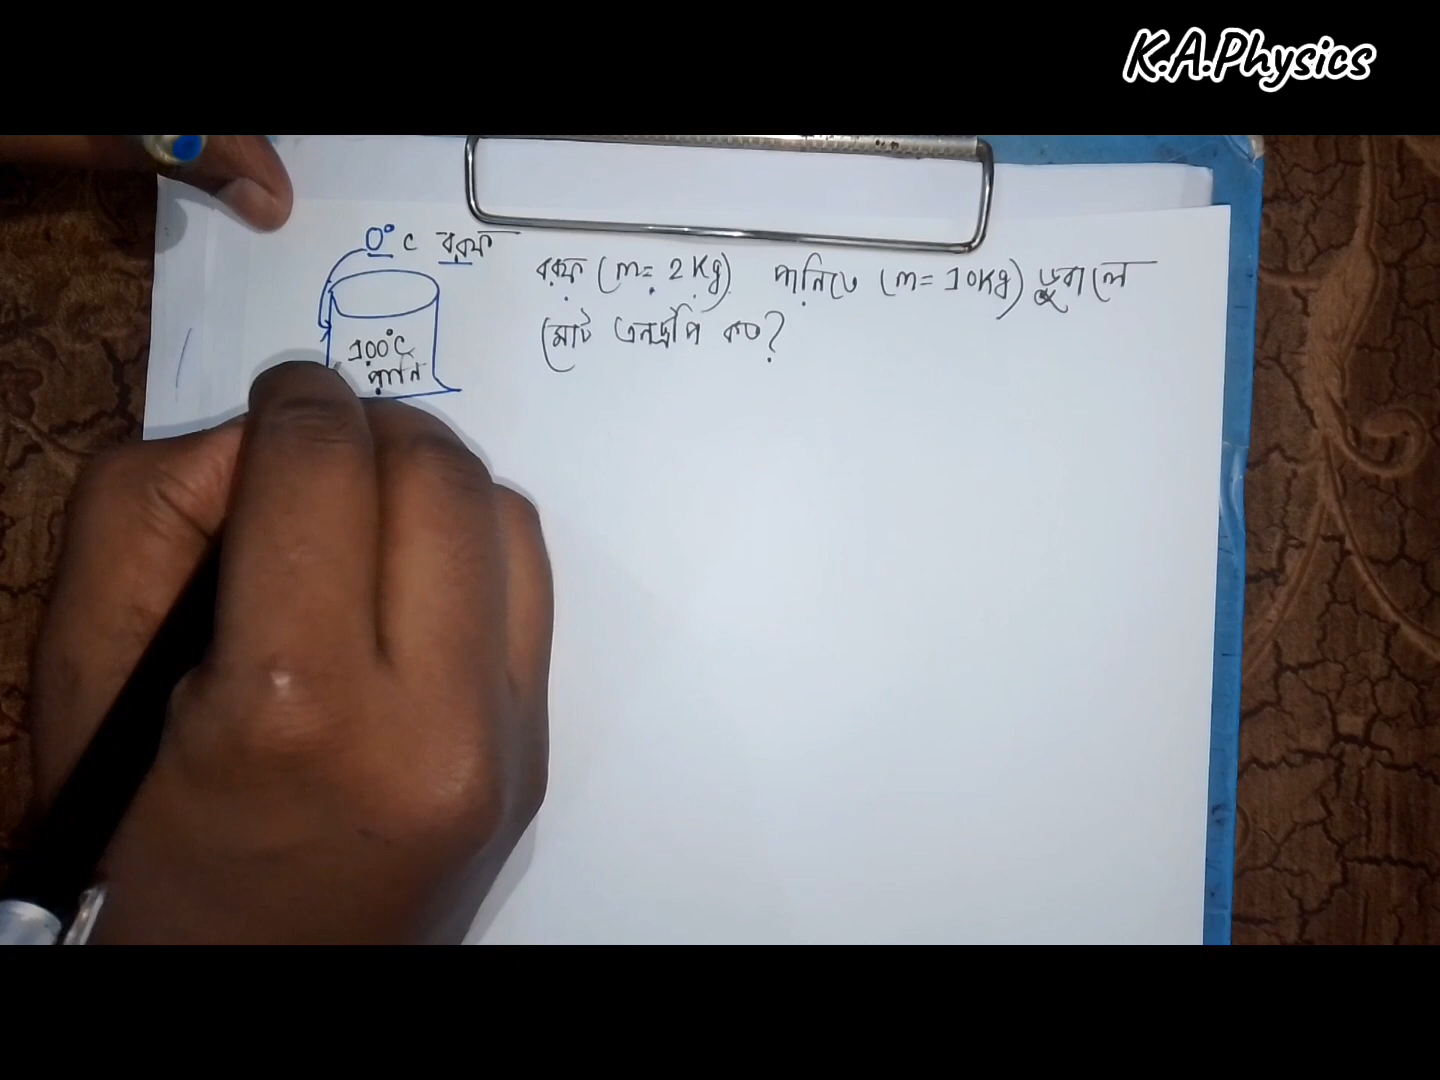 K.A.Physics
0° c বরফ
বরফ (m= 2 Kg) পানিতে (m= 10Kg) ডুবালে
মোট এনট্রপি কত?
100°C
পানি